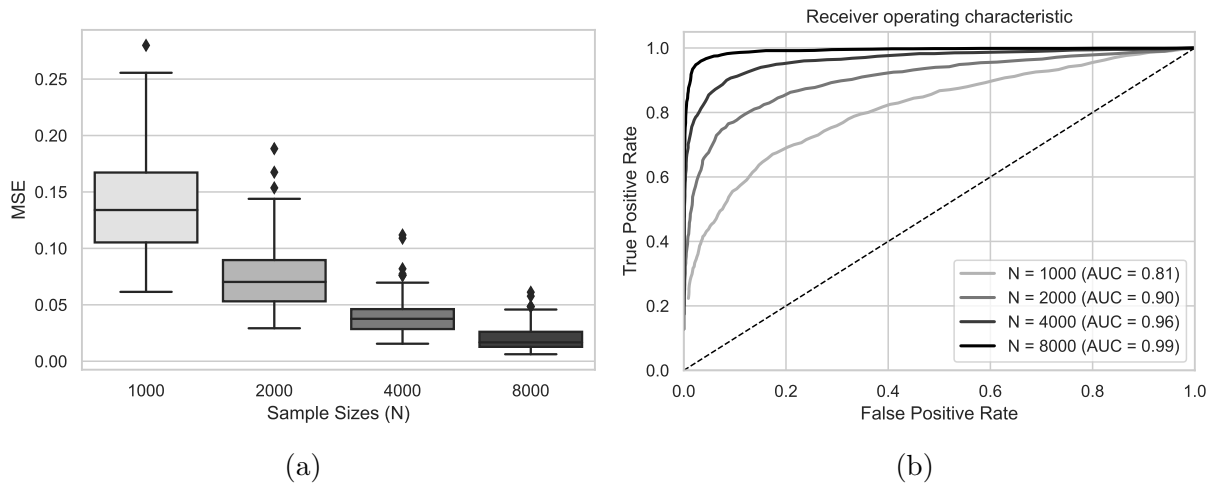 MSE
0.25
0.20
0.15
0.10
0.05
0.00
1000 2000 4000 8000
Sample Sizes (N)
(a)
Receiver operating characteristic
True Positive Rate
1.0
0.8
0.6
0.4
0.2
0.0
N = 1000 (AUC = 0.81)
N = 2000 (AUC = 0.90)
N = 4000 (AUC = 0.96)
N = 8000 (AUC = 0.99)
0.0 0.2 0.4 0.6 0.8 1.0
False Positive Rate
(b)